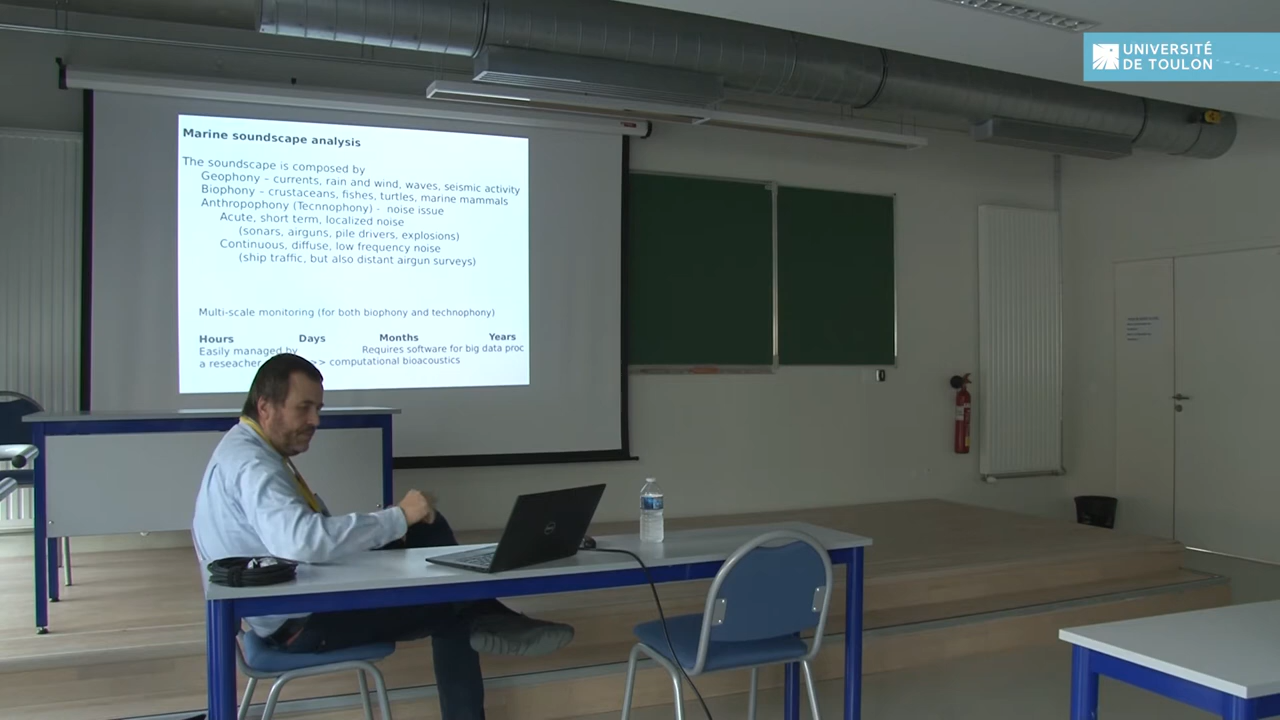 UNIVERSITÉ
DE TOULON
Marine soundscape analysis
The soundscape is composed by
Geophony - currents, rain and wind, waves, seismic activity
Biophony - crustaceans, fishes, turtles, marine mammals
Anthropophony (Tecnnophony) - noise issue
Acute, short term, localized noise
(sonars, airguns, pile drivers, explosions)
Continuous, diffuse, low frequency noise
(ship traffic, but also distant airgun surveys)
Multi-scale monitoring (for both biophony and technophony)
Hours Days Months Years
Easily managed by Requires software for big data proc
a reseacher >> computational bioacoustics
DELL